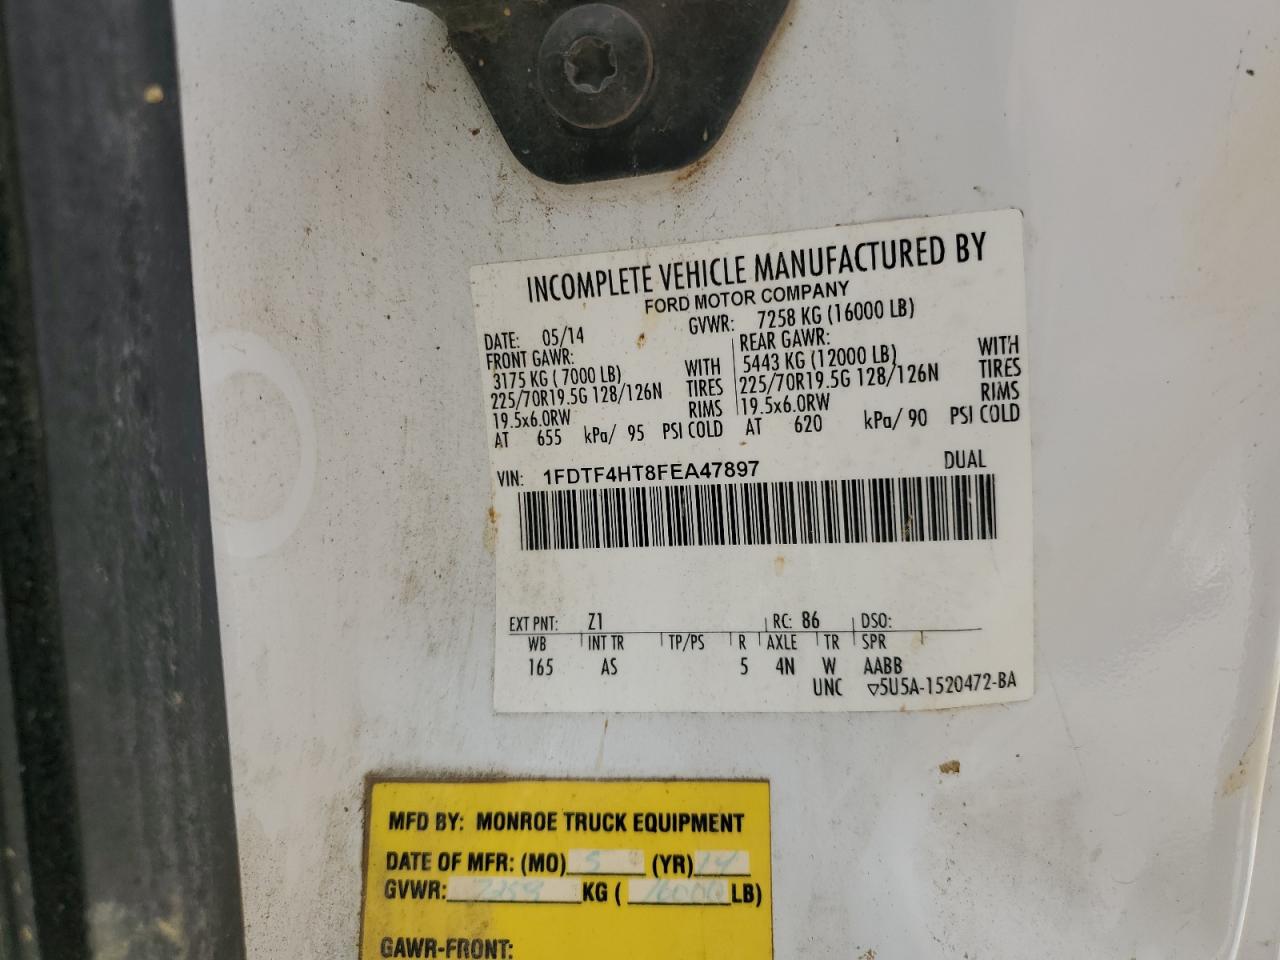 INCOMPLETE VEHICLE MANUFACTURED BY
FORD MOTOR COMPANY
DATE: 05/14 GVWR: 7258 KG (16000 LB)
FRONT GAWR: REAR GAWR:
3175 KG ( 7000 LB) WITH 5443 KG (12000 LB) WITH
225/70R19.5G 128/126N TIRES 225/70R19.5G 128/126N TIRES
19.5x6.0RW RIMS 19.5x6.0RW RIMS
AT 655 kPa/ 95 PSI COLD AT 620 kPa/ 90 PSI COLD
VIN: 1FDTF4HT8FEA47897 DUAL
EXT PNT: Z1 RC: 86 DSO:
WB INT TR TP/PS R AXLE TR SPR
165 AS 5 4N W AABB
UNC ▽5U5A-1520472-BA
MFD BY: MONROE TRUCK EQUIPMENT
DATE OF MFR: (MO) 5 (YR) 14
GVWR: 7258 KG ( 16000 LB)
GAWR-FRONT: